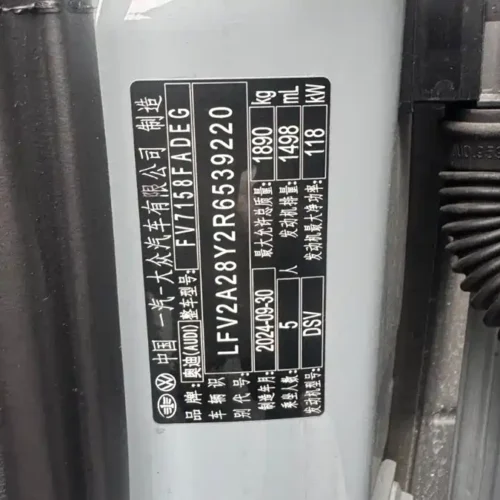 中国 一汽-大众汽车有限公司 制造
品牌: 奥迪(AUDI) 整车型号: FV7158FADEG
车辆识别代号: LFV2A28Y2R6539220
制造年月: 2024-09-30 最大允许总质量: 1890 kg
乘坐人数: 5 人 发动机排量: 1498 mL
发动机型号: DSV 发动机最大净功率: 118 kW